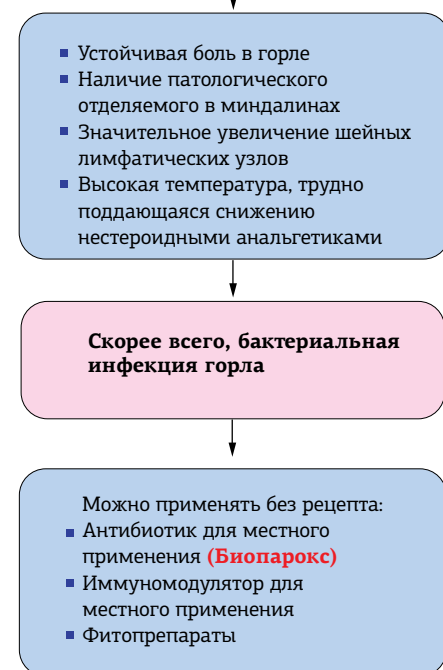 Устойчивая боль в горле
Наличие патологического
отделяемого в миндалинах
Значительное увеличение шейных
лимфатических узлов
Высокая температура, трудно
поддающаяся снижению
нестероидными анальгетиками
Скорее всего, бактериальная
инфекция горла
Можно применять без рецепта:
Антибиотик для местного
применения (Биопарокс)
Иммуномодулятор для
местного применения
Фитопрепараты